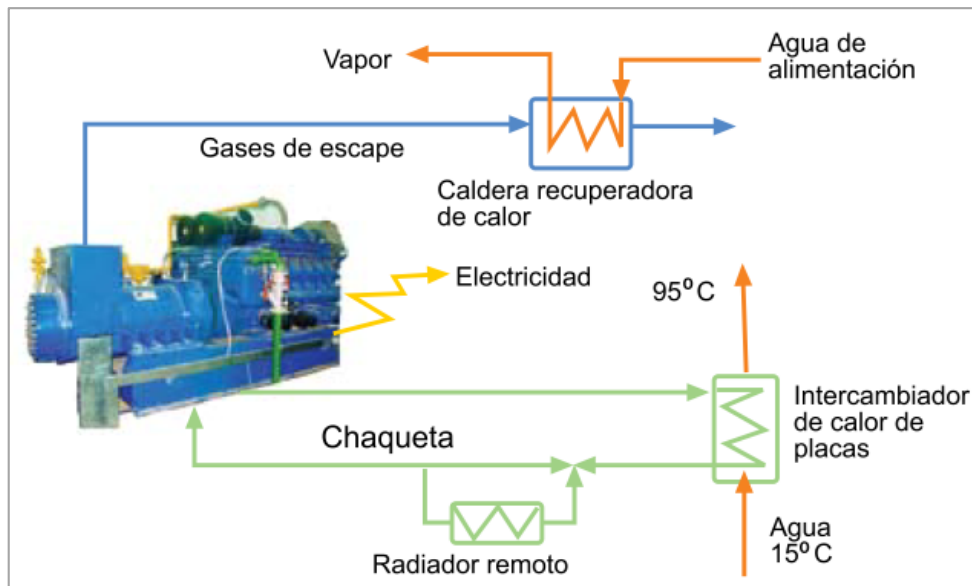 Vapor
Agua de
alimentación
Gases de escape
Caldera recuperadora
de calor
Electricidad
95º C
Intercambiador
de calor de
placas
Chaqueta
Agua
15º C
Radiador remoto